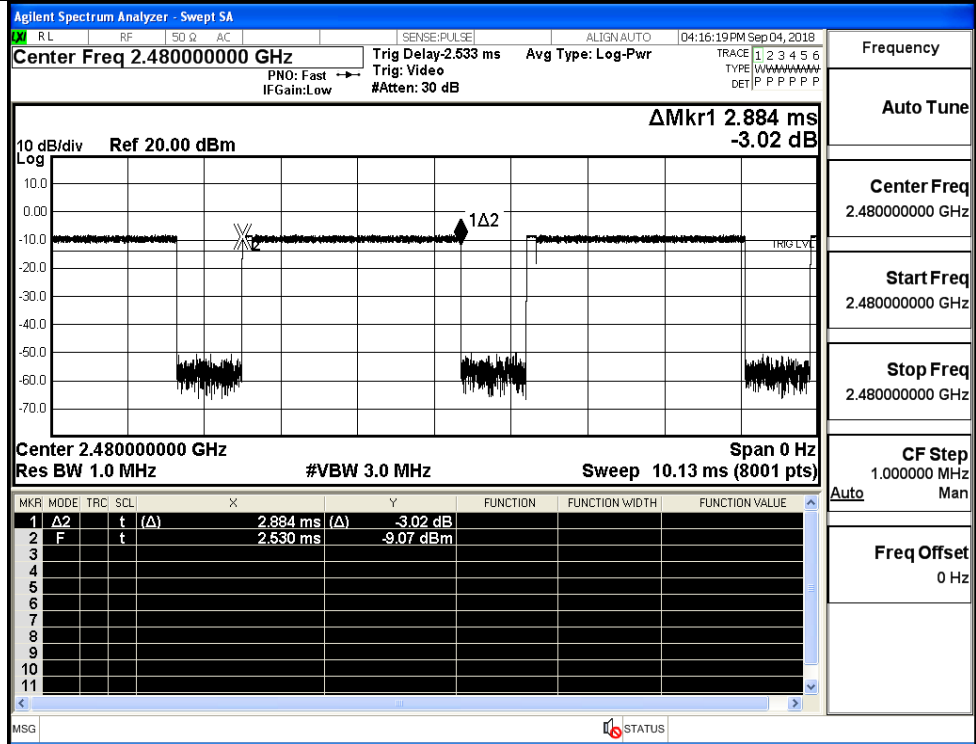 Agilent Spectrum Analyzer - Swept SA
LXI RL RF 50 Ω AC SENSE:PULSE ALIGNAUTO 04:16:19 PM Sep 04, 2018
Center Freq 2.480000000 GHz
PNO: Fast
IFGain:Low
Trig Delay-2.533 ms
Trig: Video
#Atten: 30 dB
Avg Type: Log-Pwr
TRACE 1 2 3 4 5 6
TYPE WWWWWW
DET P P P P P P
ΔMkr1 2.884 ms
-3.02 dB
10 dB/div Ref 20.00 dBm
Log
10.0
0.00
-10.0
-20.0
-30.0
-40.0
-50.0
-60.0
-70.0
1Δ2
2
TRIG LVL
Center 2.480000000 GHz Span 0 Hz
Res BW 1.0 MHz #VBW 3.0 MHz Sweep 10.13 ms (8001 pts)
MKR MODE TRC SCL X Y FUNCTION FUNCTION WIDTH FUNCTION VALUE
1 Δ2 t (Δ) 2.884 ms (Δ) -3.02 dB
2 F t 2.530 ms -9.07 dBm
3
4
5
6
7
8
9
10
11
MSG STATUS
Frequency
Auto Tune
Center Freq
2.480000000 GHz
Start Freq
2.480000000 GHz
Stop Freq
2.480000000 GHz
CF Step
1.000000 MHz
Auto Man
Freq Offset
0 Hz